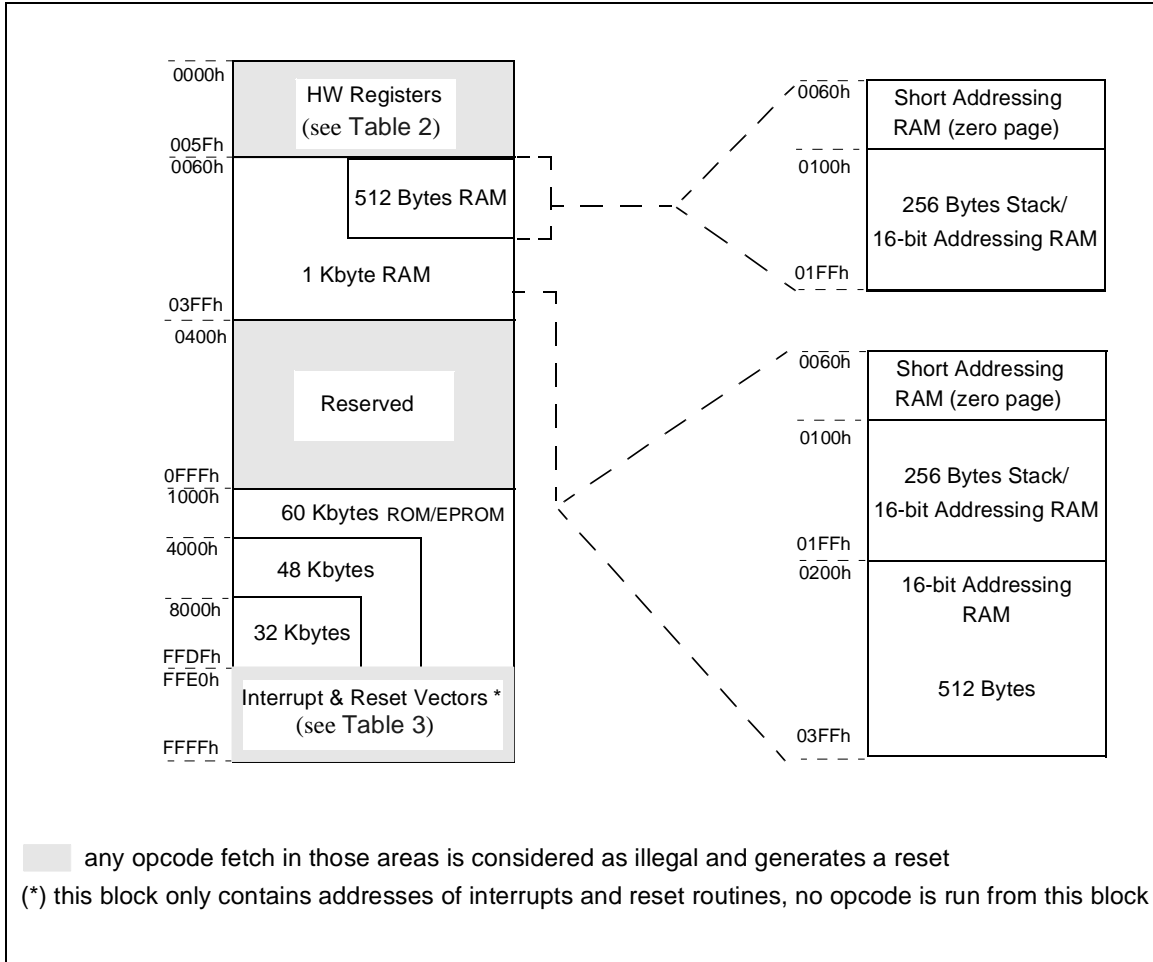 0000h
HW Registers
(see Table 2)
005Fh
0060h
512 Bytes RAM
1 Kbyte RAM
03FFh
0400h
Reserved
0FFFh
1000h
60 Kbytes ROM/EPROM
4000h
48 Kbytes
8000h
32 Kbytes
FFDFh
FFE0h
Interrupt & Reset Vectors *
(see Table 3)
FFFFh
0060h
Short Addressing
RAM (zero page)
0100h
256 Bytes Stack/
16-bit Addressing RAM
01FFh
0060h
Short Addressing
RAM (zero page)
0100h
256 Bytes Stack/
16-bit Addressing RAM
01FFh
0200h
16-bit Addressing
RAM
512 Bytes
03FFh
any opcode fetch in those areas is considered as illegal and generates a reset
(*) this block only contains addresses of interrupts and reset routines, no opcode is run from this block